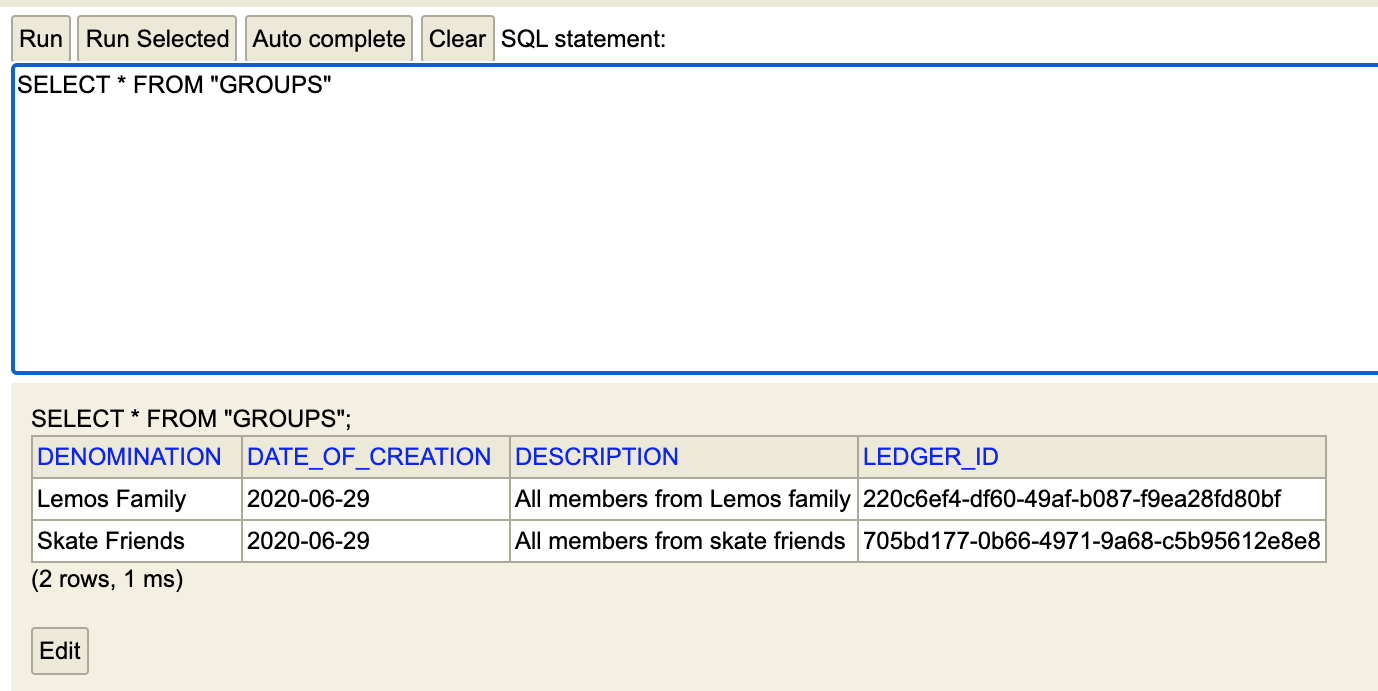 Run Run Selected Auto complete Clear SQL statement:
SELECT * FROM "GROUPS"
SELECT * FROM "GROUPS";
DENOMINATION DATE_OF_CREATION DESCRIPTION LEDGER_ID
Lemos Family 2020-06-29 All members from Lemos family 220c6ef4-df60-49af-b087-f9ea28fd80bf
Skate Friends 2020-06-29 All members from skate friends 705bd177-0b66-4971-9a68-c5b95612e8e8
(2 rows, 1 ms)
Edit